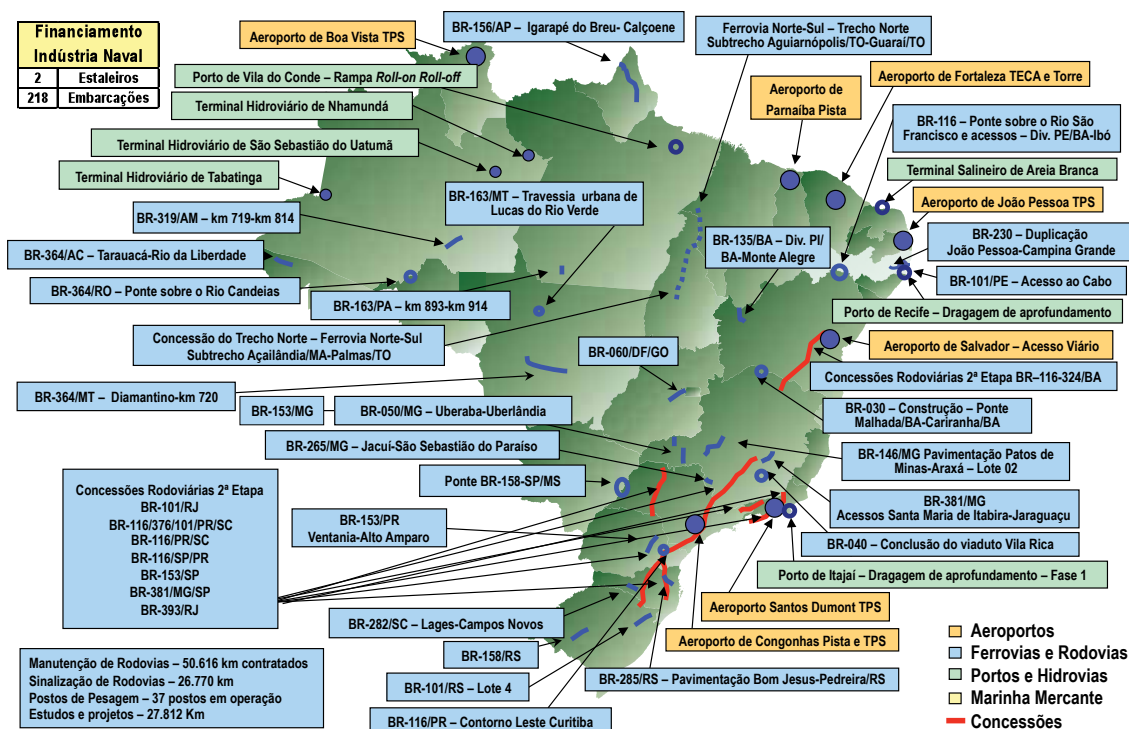 Financiamento
Indústria Naval
2 Estaleiros
218 Embarcações
Aeroporto de Boa Vista TPS
BR-156/AP – Igarapé do Breu- Calçoene
Ferrovia Norte-Sul – Trecho Norte
Subtrecho Aguiarnópolis/TO-Guaraí/TO
Porto de Vila do Conde – Rampa Roll-on Roll-off
Aeroporto de
Parnaíba Pista
Aeroporto de Fortaleza TECA e Torre
Terminal Hidroviário de Nhamundá
BR-116 – Ponte sobre o Rio São
Francisco e acessos – Div. PE/BA-Ibó
Terminal Hidroviário de São Sebastião do Uatumã
Terminal Salineiro de Areia Branca
Terminal Hidroviário de Tabatinga
BR-163/MT – Travessia urbana de
Lucas do Rio Verde
Aeroporto de João Pessoa TPS
BR-319/AM – km 719-km 814
BR-135/BA – Div. PI/
BA-Monte Alegre
BR-230 – Duplicação
João Pessoa-Campina Grande
BR-364/AC – Tarauacá-Rio da Liberdade
BR-101/PE – Acesso ao Cabo
BR-364/RO – Ponte sobre o Rio Candeias
BR-163/PA – km 893-km 914
Porto de Recife – Dragagem de aprofundamento
Concessão do Trecho Norte – Ferrovia Norte-Sul
Subtrecho Açailândia/MA-Palmas/TO
BR-060/DF/GO
Aeroporto de Salvador – Acesso Viário
Concessões Rodoviárias 2ª Etapa BR–116-324/BA
BR-364/MT – Diamantino-km 720
BR-153/MG
BR-050/MG – Uberaba-Uberlândia
BR-030 – Construção – Ponte
Malhada/BA-Cariranha/BA
BR-265/MG – Jacuí-São Sebastião do Paraíso
BR-146/MG Pavimentação Patos de
Minas-Araxá – Lote 02
Ponte BR-158-SP/MS
Concessões Rodoviárias 2ª Etapa
BR-101/RJ
BR-116/376/101/PR/SC
BR-116/PR/SC
BR-116/SP/PR
BR-153/SP
BR-381/MG/SP
BR-393/RJ
BR-381/MG
Acessos Santa Maria de Itabira-Jaraguaçu
BR-153/PR
Ventania-Alto Amparo
BR-040 – Conclusão do viaduto Vila Rica
Porto de Itajaí – Dragagem de aprofundamento – Fase 1
Aeroporto Santos Dumont TPS
BR-282/SC – Lages-Campos Novos
Aeroporto de Congonhas Pista e TPS
BR-158/RS
BR-285/RS – Pavimentação Bom Jesus-Pedreira/RS
BR-101/RS – Lote 4
BR-116/PR – Contorno Leste Curitiba
Manutenção de Rodovias – 50.616 km contratados
Sinalização de Rodovias – 26.770 km
Postos de Pesagem – 37 postos em operação
Estudos e projetos – 27.812 Km
Aeroportos
Ferrovias e Rodovias
Portos e Hidrovias
Marinha Mercante
Concessões